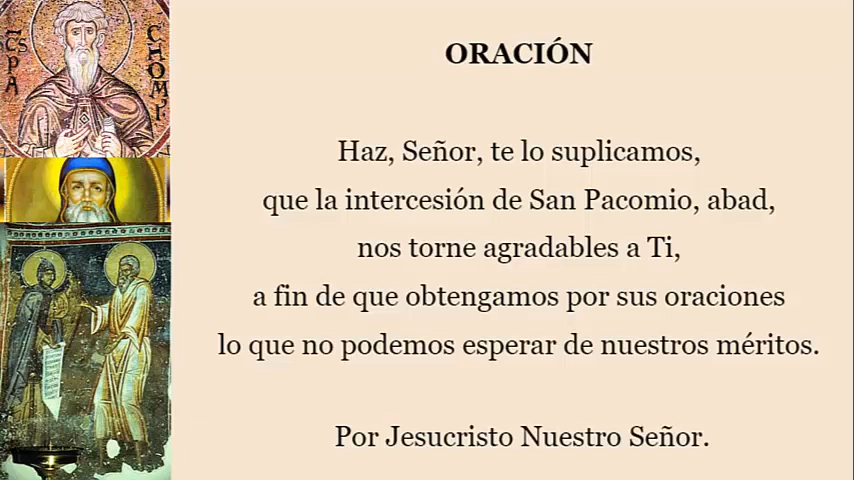 ORACIÓN
Haz, Señor, te lo suplicamos,
que la intercesión de San Pacomio, abad,
nos torne agradables a Ti,
a fin de que obtengamos por sus oraciones
lo que no podemos esperar de nuestros méritos.
Por Jesucristo Nuestro Señor.